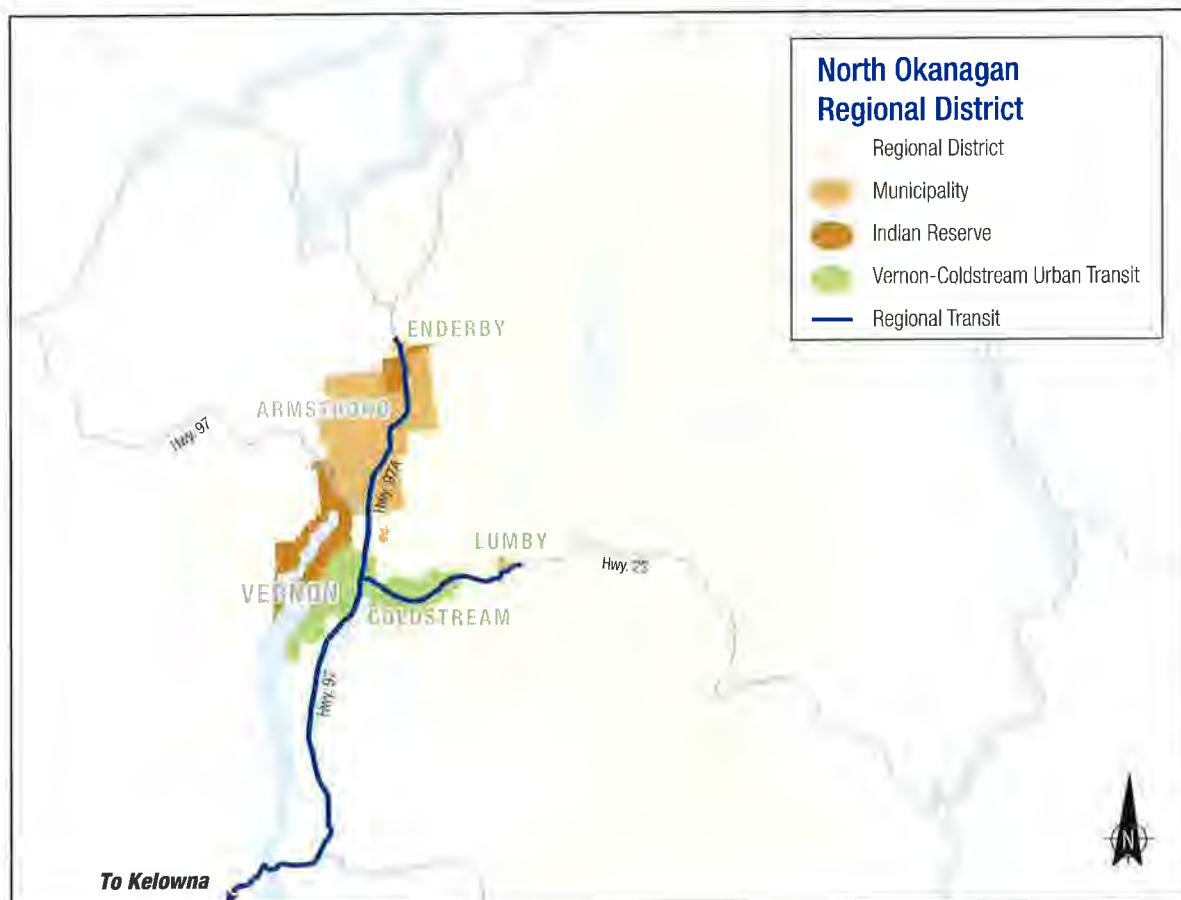 North Okanagan
Regional District
Regional District
Municipality
Indian Reserve
Vernon-Coldstream Urban Transit
Regional Transit
ENDERBY
ARMSTRONG
Hwy. 97
Hwy. 97A
LUMBY
Hwy.
VERNON
COLDSTREAM
Hwy. 97
To Kelowna
N